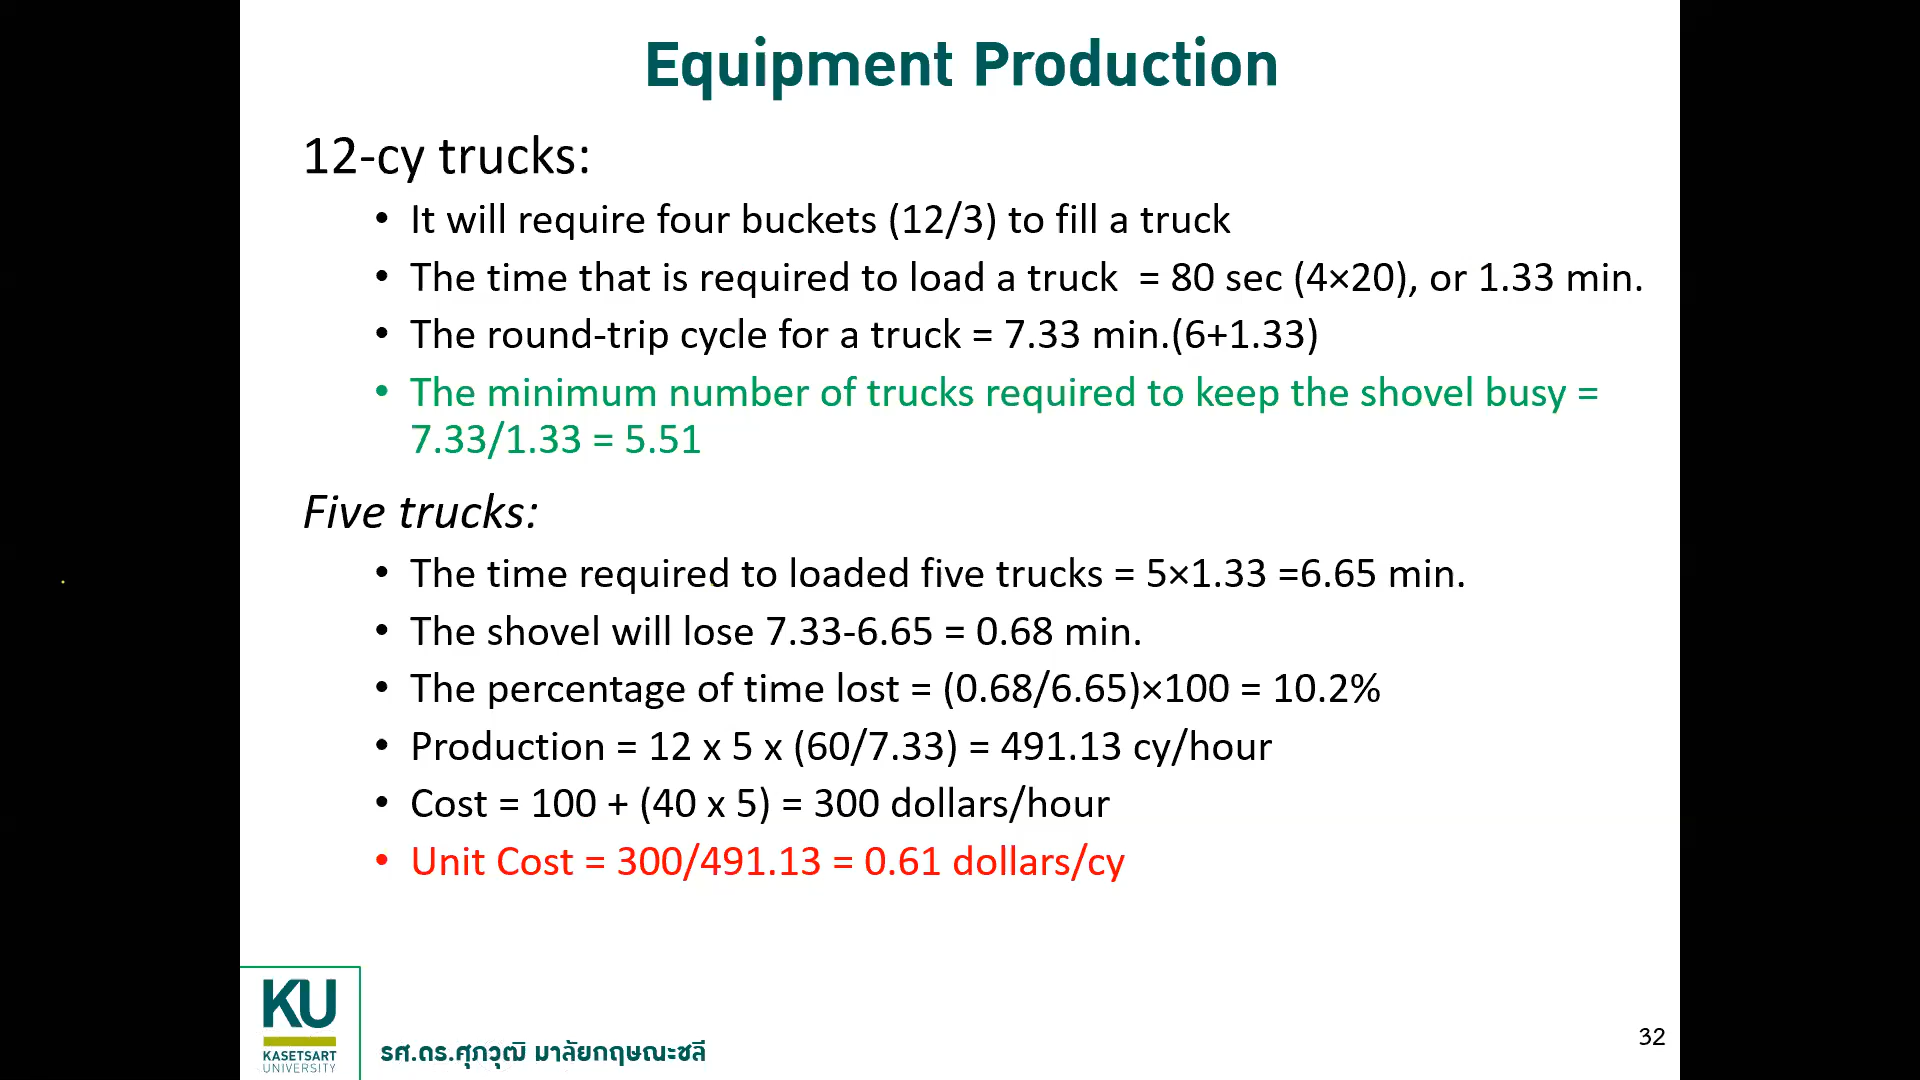 Equipment Production
12-cy trucks:
• It will require four buckets (12/3) to fill a truck
• The time that is required to load a truck = 80 sec (4×20), or 1.33 min.
• The round-trip cycle for a truck = 7.33 min.(6+1.33)
• The minimum number of trucks required to keep the shovel busy =
7.33/1.33 = 5.51
Five trucks:
• The time required to loaded five trucks = 5×1.33 =6.65 min.
• The shovel will lose 7.33-6.65 = 0.68 min.
• The percentage of time lost = (0.68/6.65)×100 = 10.2%
• Production = 12 x 5 x (60/7.33) = 491.13 cy/hour
• Cost = 100 + (40 x 5) = 300 dollars/hour
• Unit Cost = 300/491.13 = 0.61 dollars/cy
KU
KASETSART
UNIVERSITY
รศ.ดร.ศุภวุฒิ มาลัยกฤษณะชลี
32